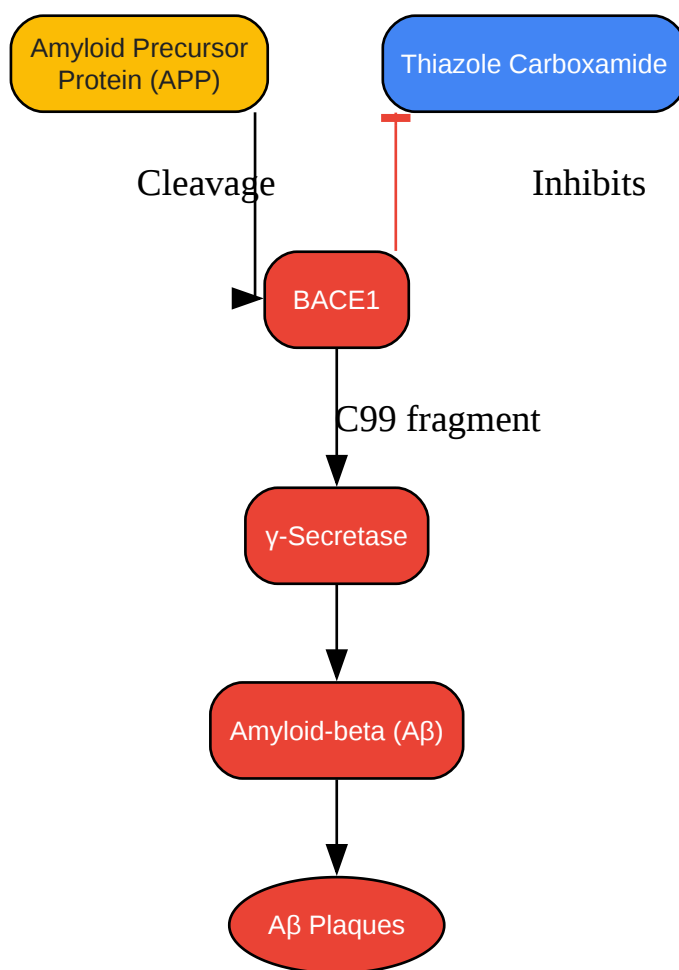 Amyloid Precursor
Protein (APP)
Thiazole Carboxamide
Cleavage
Inhibits
BACE1
C99 fragment
γ-Secretase
Amyloid-beta (Aβ)
Aβ Plaques